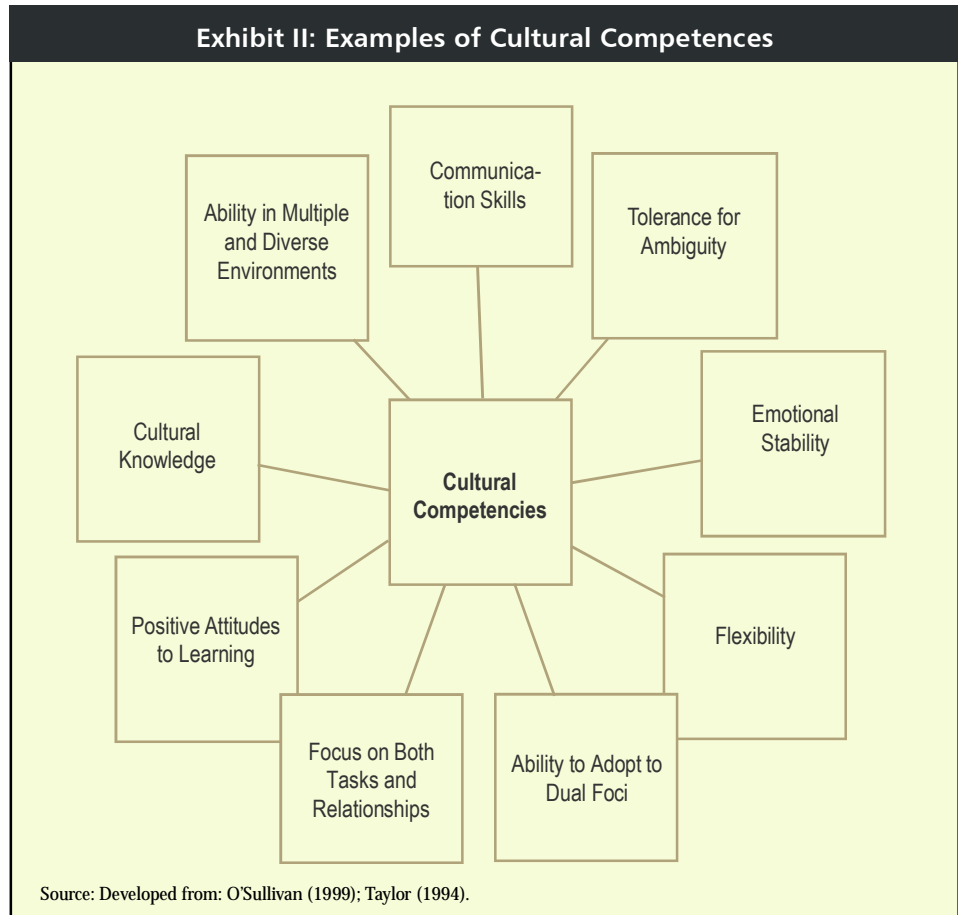 Exhibit II: Examples of Cultural Competences
Communica-
tion Skills
Ability in Multiple
and Diverse
Environments
Tolerance for
Ambiguity
Cultural
Knowledge
Emotional
Stability
Cultural
Competencies
Positive Attitudes
to Learning
Flexibility
Focus on Both
Tasks and
Relationships
Ability to Adopt to
Dual Foci
Source: Developed from: O'Sullivan (1999); Taylor (1994).